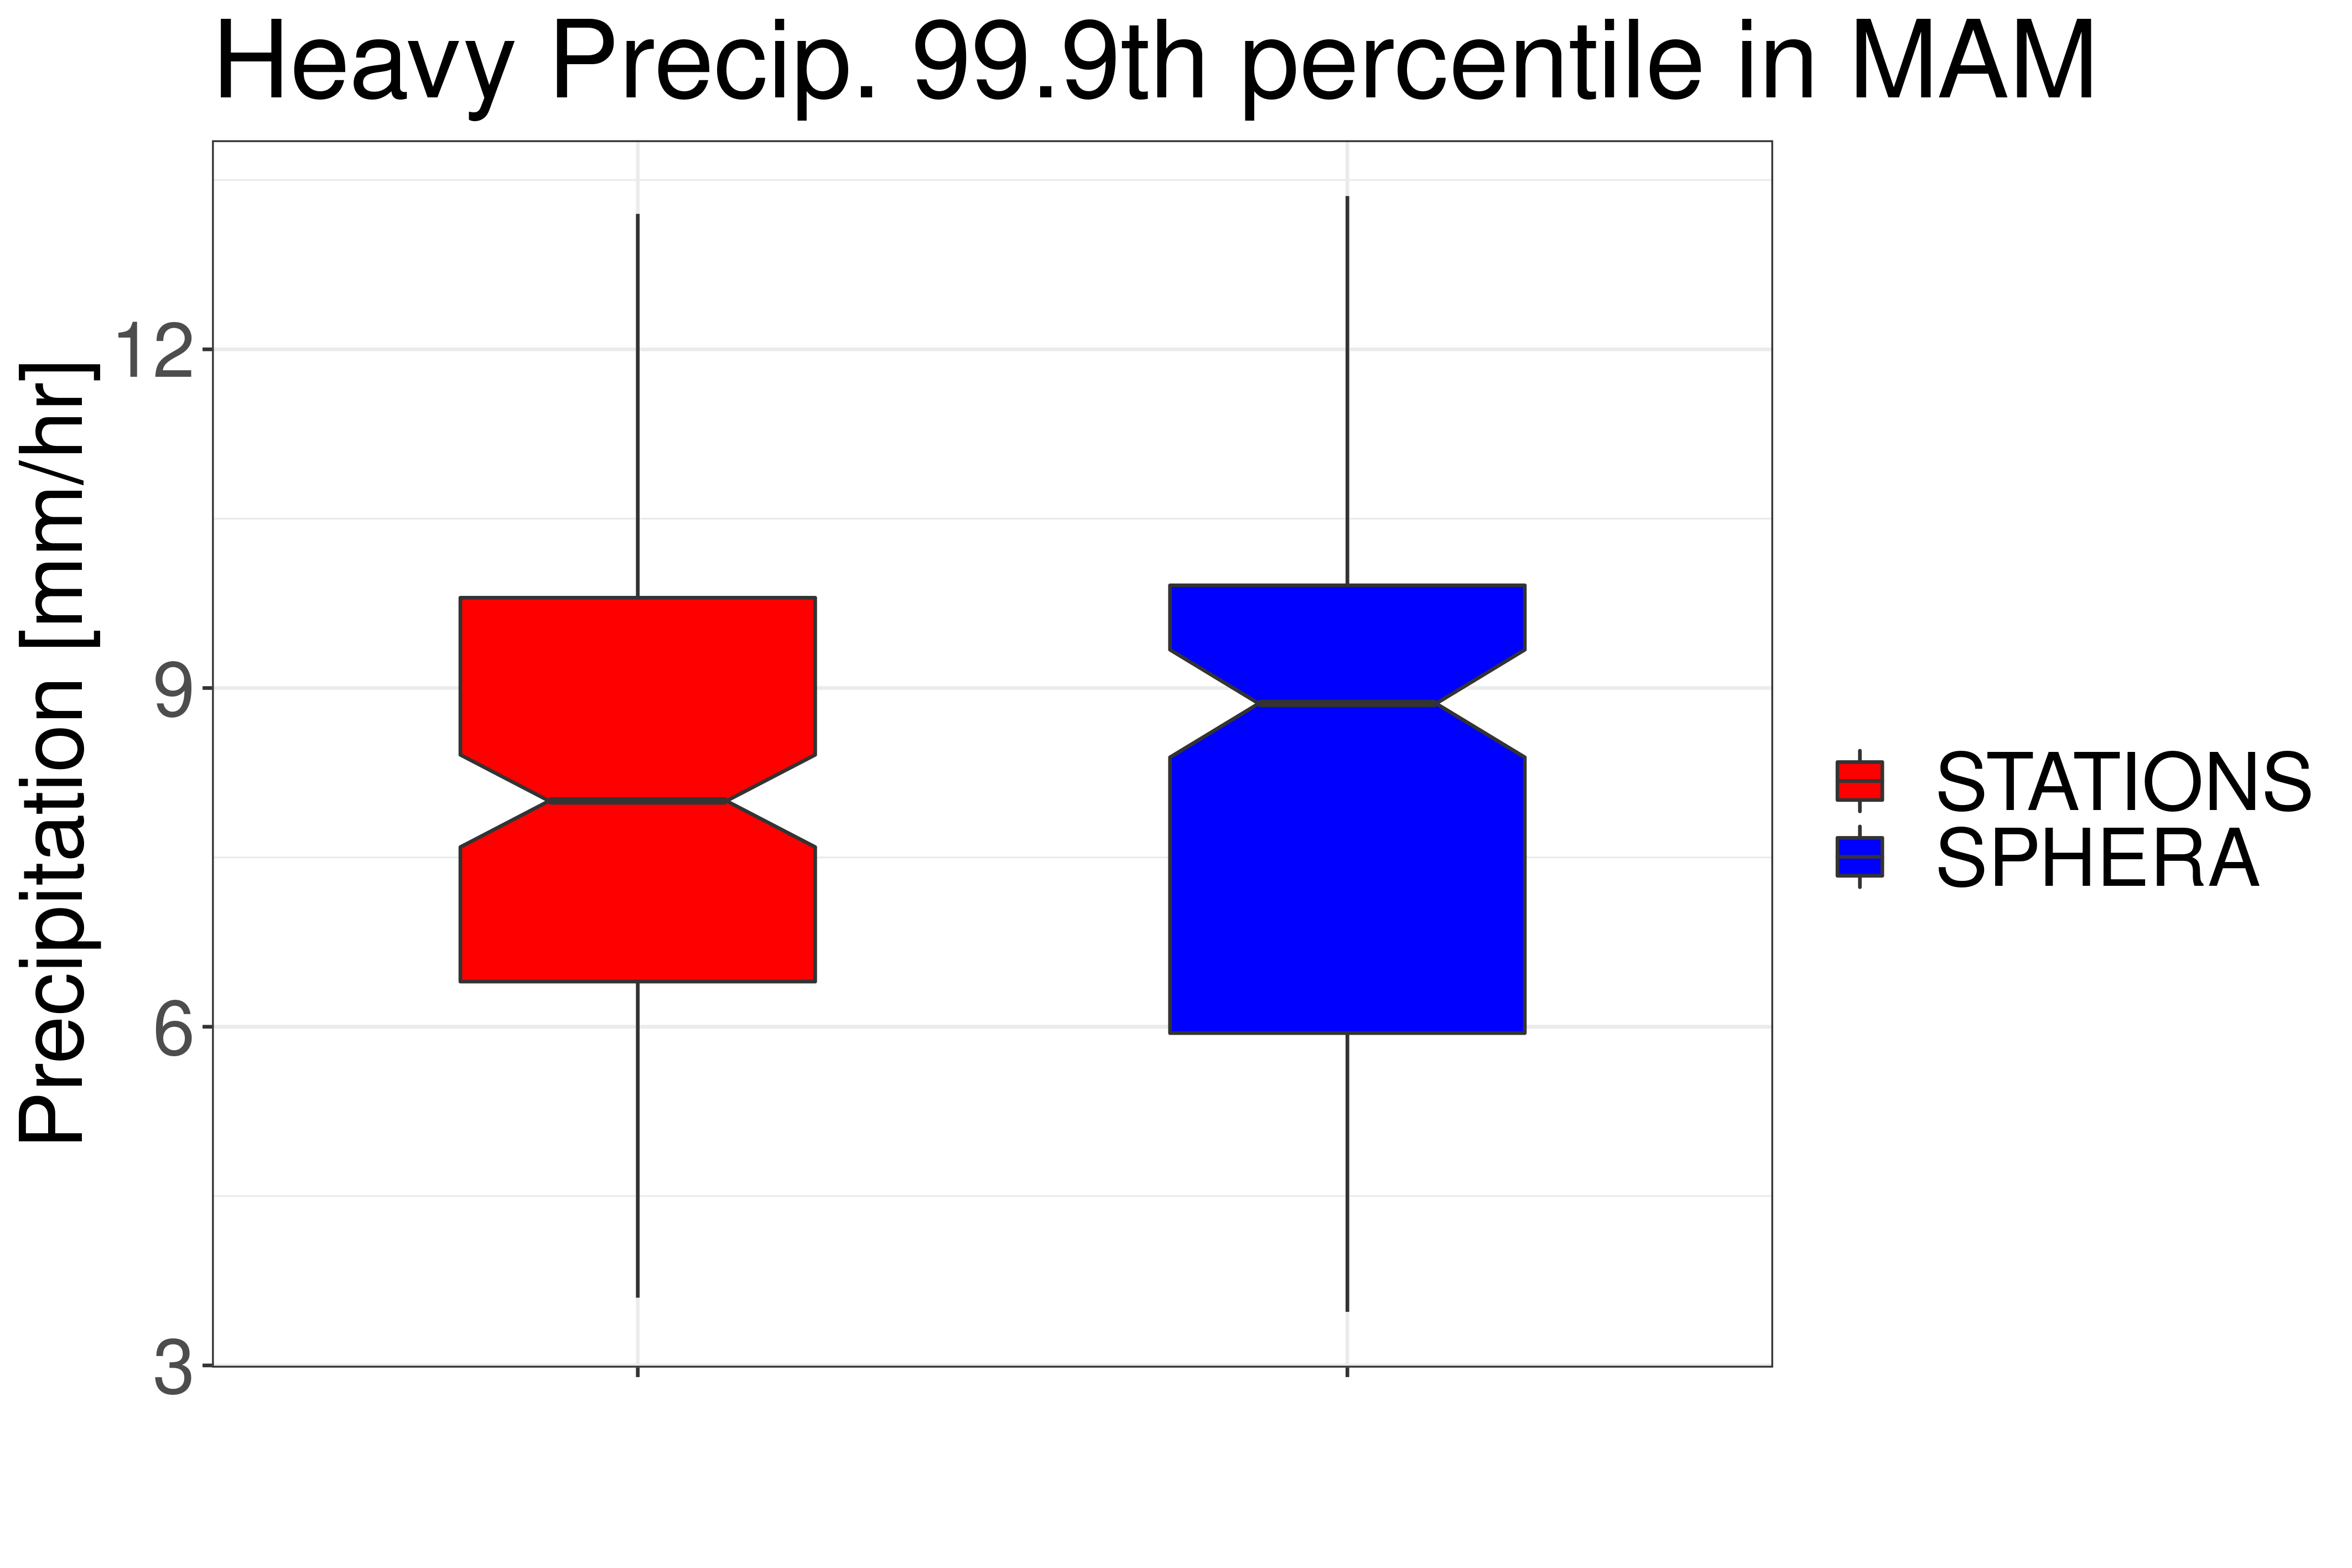 Heavy Precip. 99.9th percentile in MAM
Precipitation [mm/hr]
12
9
6
3
STATIONS
SPHERA